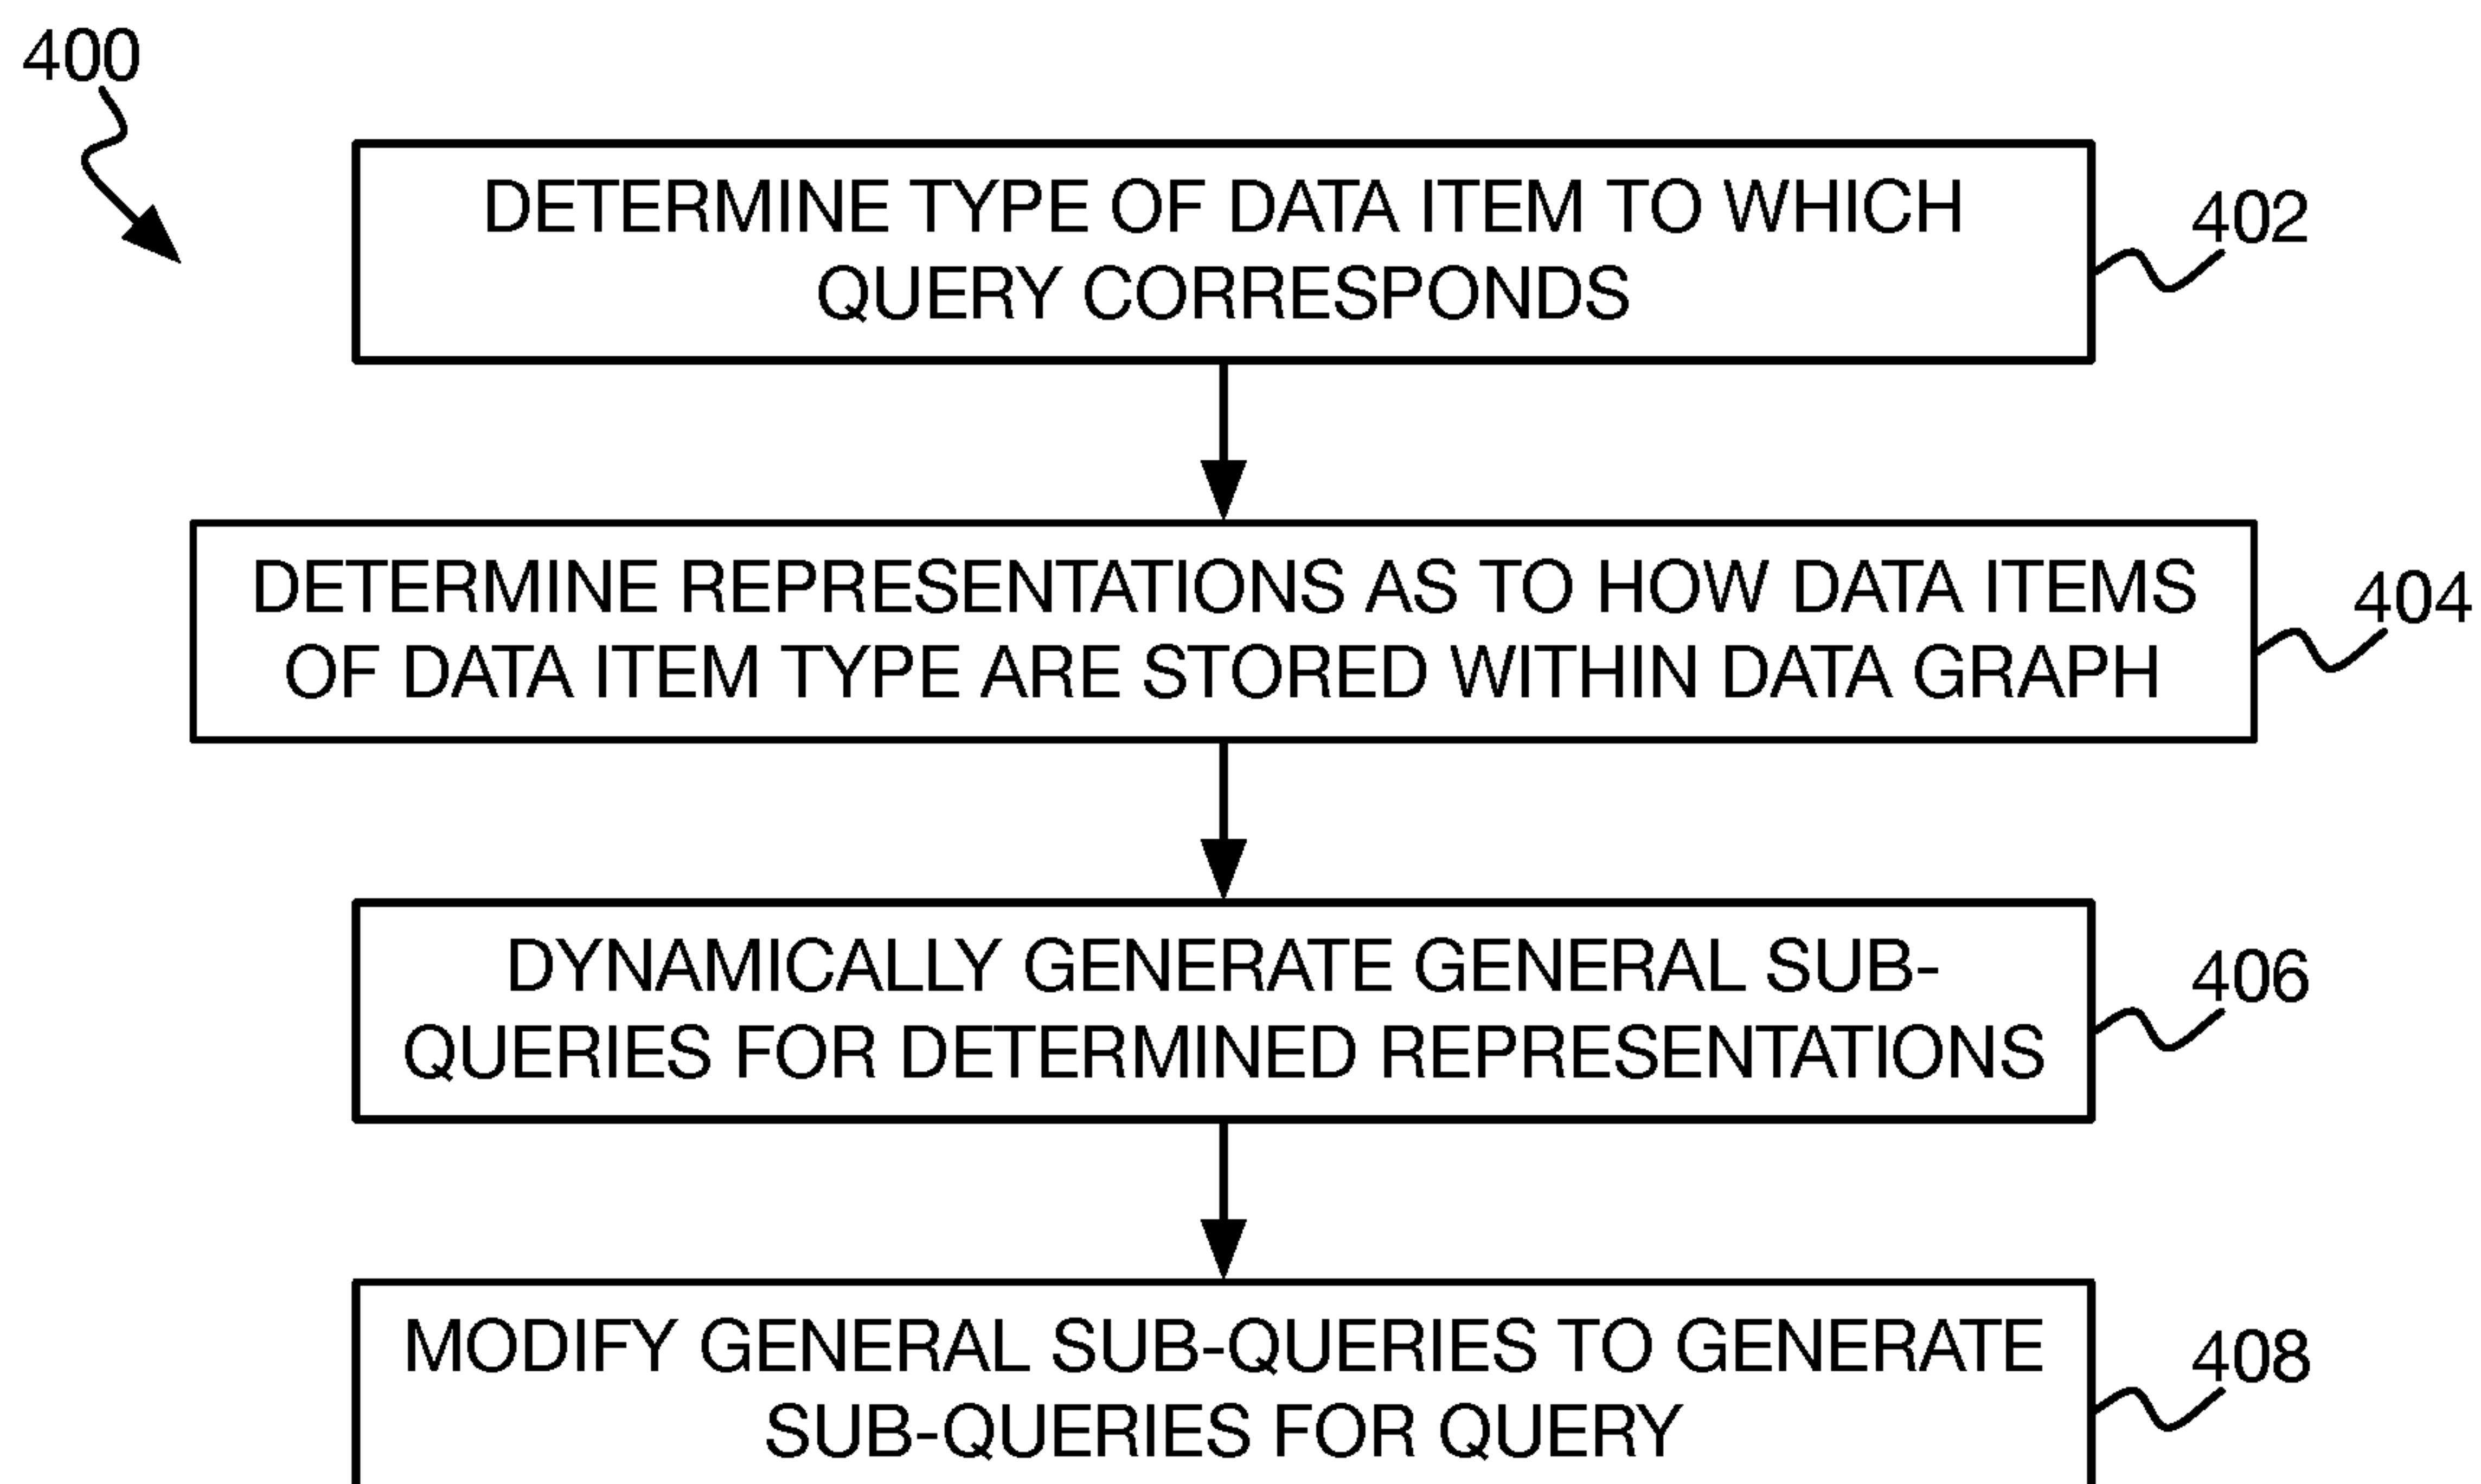 400
DETERMINE TYPE OF DATA ITEM TO WHICH
QUERY CORRESPONDS
402
DETERMINE REPRESENTATIONS AS TO HOW DATA ITEMS
OF DATA ITEM TYPE ARE STORED WITHIN DATA GRAPH
404
DYNAMICALLY GENERATE GENERAL SUB-
QUERIES FOR DETERMINED REPRESENTATIONS
406
MODIFY GENERAL SUB-QUERIES TO GENERATE
SUB-QUERIES FOR QUERY
408